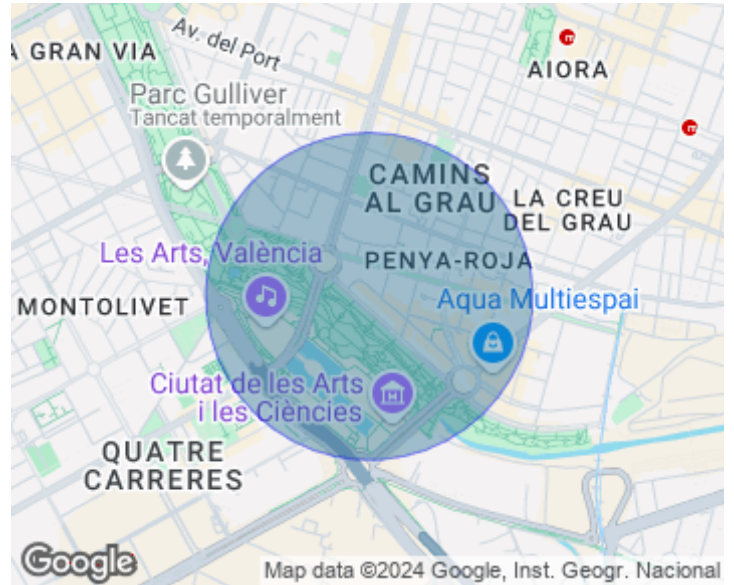 A GRAN VIA
Av. del Port
AIORA
Parc Gulliver
Tancat temporalment
CAMINS
AL GRAU
LA CREU
DEL GRAU
Les Arts, València
PENYA-ROJA
MONTOLIVET
Aqua Multiespai
Ciutat de les Arts
i les Ciències
QUATRE
CARRERES
Google
Map data ©2024 Google, Inst. Geogr. Nacional